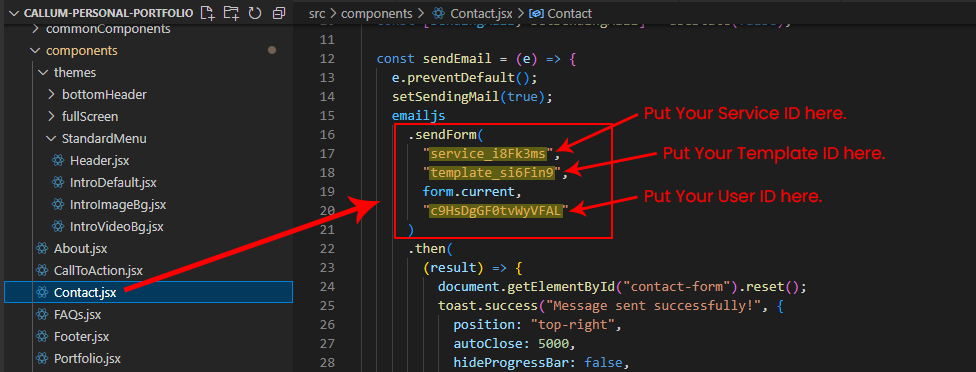 CALLUM-PERSONAL-PORTFOLIO
commonComponents
components
themes
bottomHeader
fullScreen
StandardMenu
Header.jsx
IntroDefault.jsx
IntroImageBg.jsx
IntroVideoBg.jsx
About.jsx
CallToAction.jsx
Contact.jsx
FAQs.jsx
Footer.jsx
Portfolio.jsx
src > components > Contact.jsx > Contact
11
12 const sendEmail = (e) => {
13 e.preventDefault();
14 setSendingMail(true);
15 emailjs
16 .sendForm(
17 "service_i8Fk3ms", Put Your Service ID here.
18 "template_si6Fin9", Put Your Template ID here.
19 form.current,
20 "c9HsDgGF0tvWyVFAL" Put Your User ID here.
21 )
22 .then(
23 (result) => {
24 document.getElementById("contact-form").reset();
25 toast.success("Message sent successfully!", {
26 position: "top-right",
27 autoClose: 5000,
28 hideProgressBar: false,